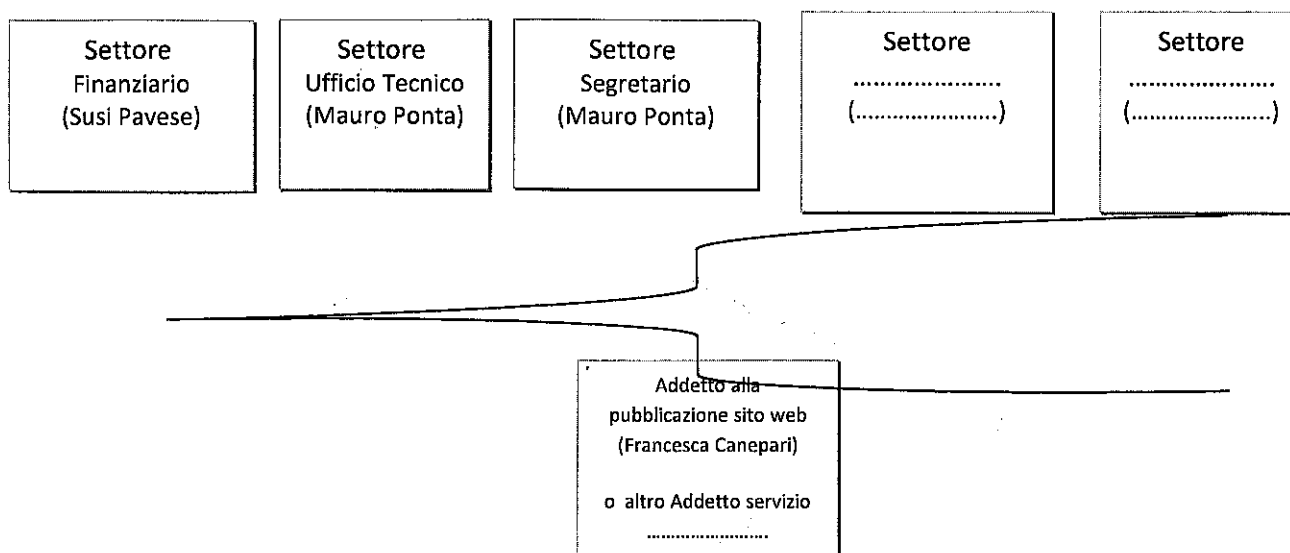 Settore
Finanziario
(Susi Pavese)
Settore
Ufficio Tecnico
(Mauro Ponta)
Settore
Segretario
(Mauro Ponta)
Settore
........................
(.......................)
Settore
........................
(.......................)
Addetto alla
pubblicazione sito web
(Francesca Canepari)
o altro Addetto servizio
........................